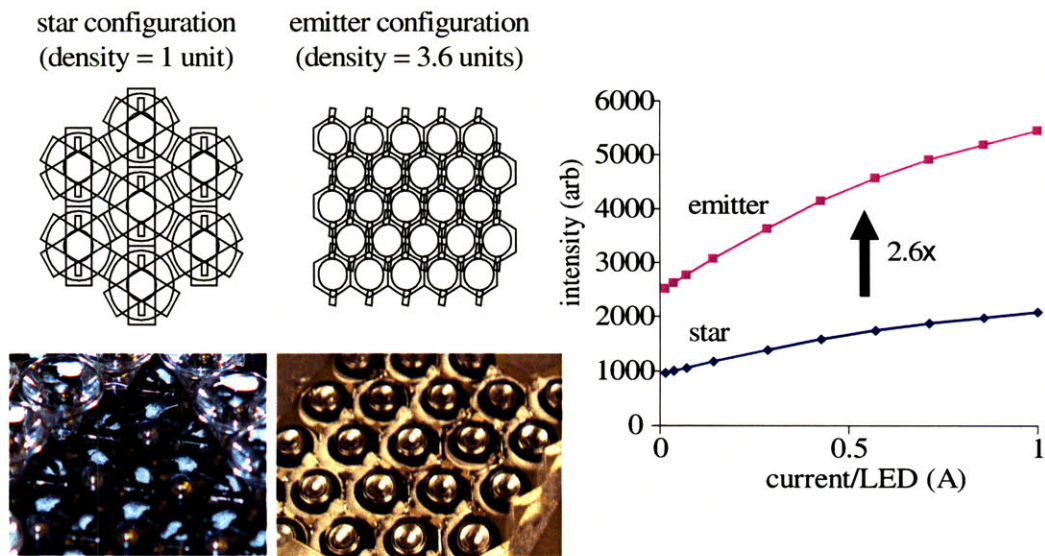 star configuration
(density = 1 unit)
emitter configuration
(density = 3.6 units)
6000
5000
4000
3000
2000
1000
0
intensity (arb)
emitter
2.6x
star
0
0.5
1
current/LED (A)